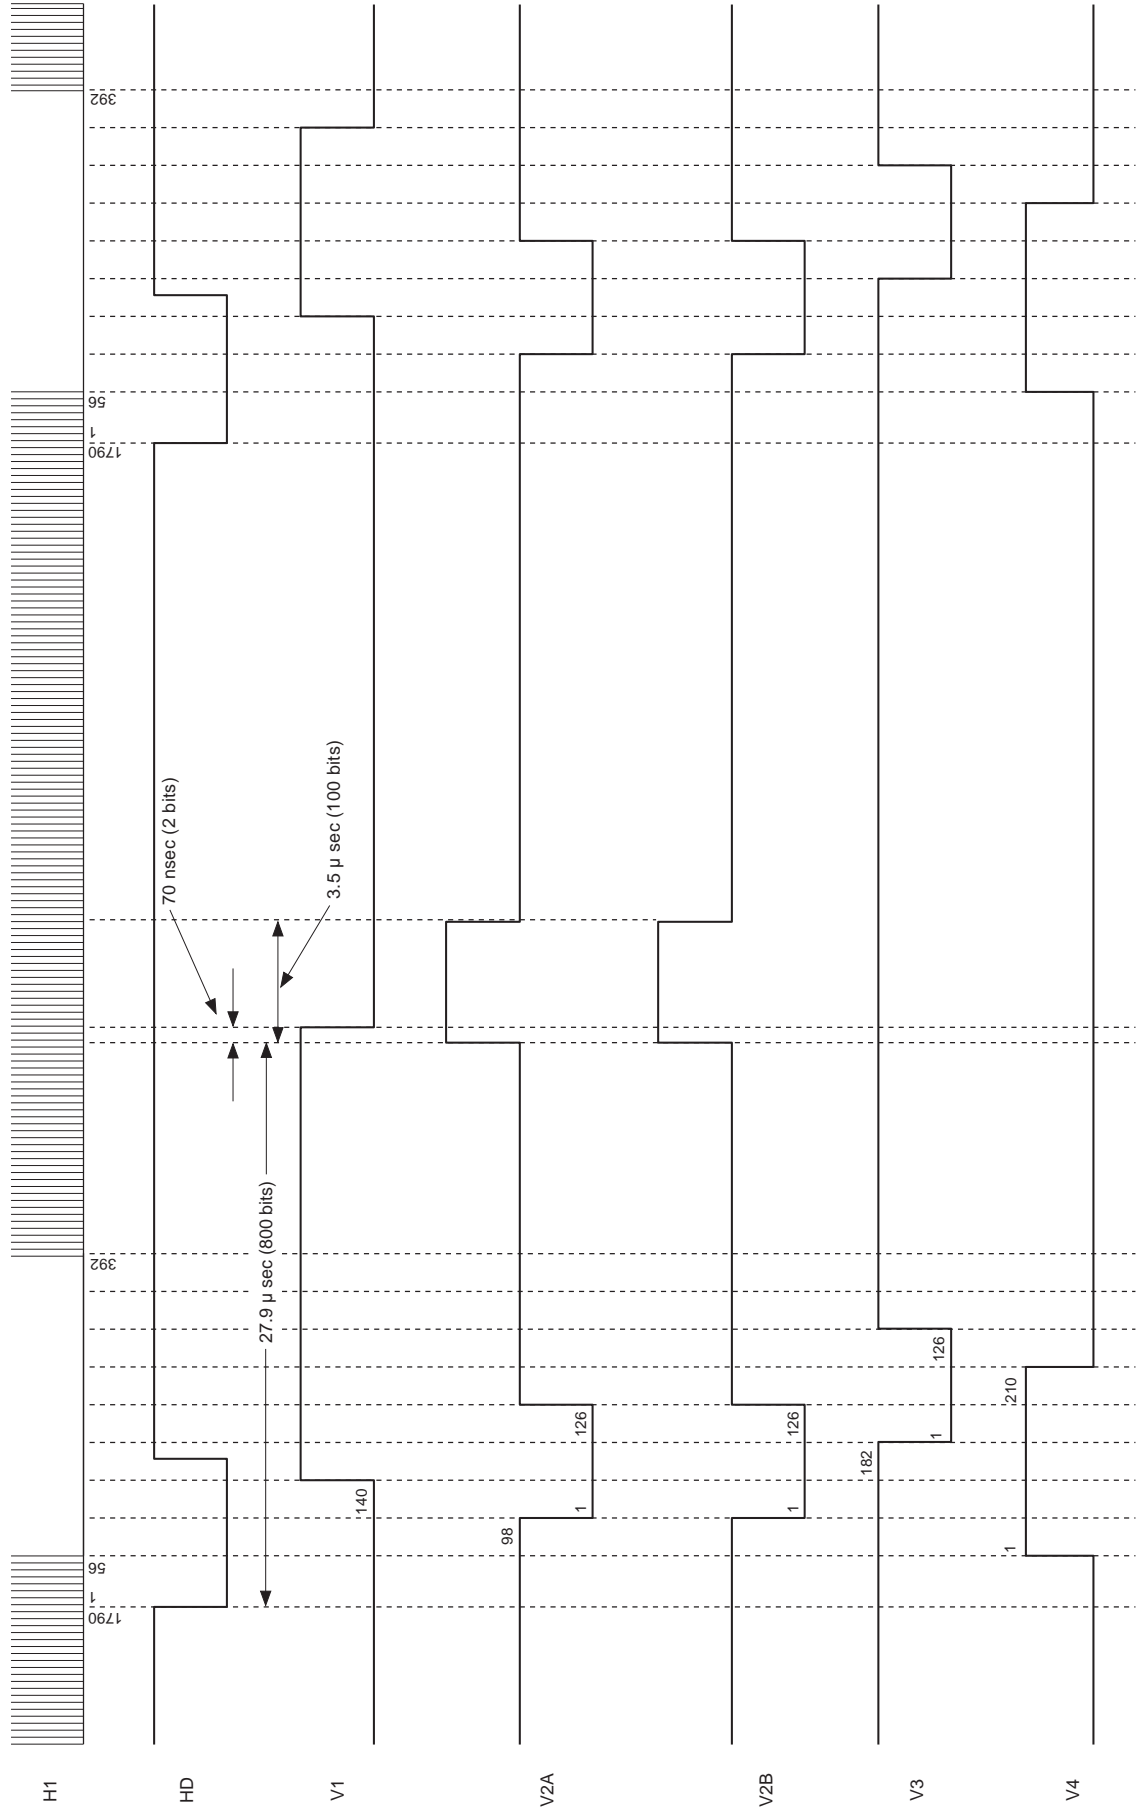 H1
1790
1
56
392
1790
1
56
392
HD
70 nsec (2 bits)
27.9 µ sec (800 bits)
3.5 µ sec (100 bits)
V1
140
98
V2A
1
126
V2B
1
126
182
V3
1
126
1
210
V4